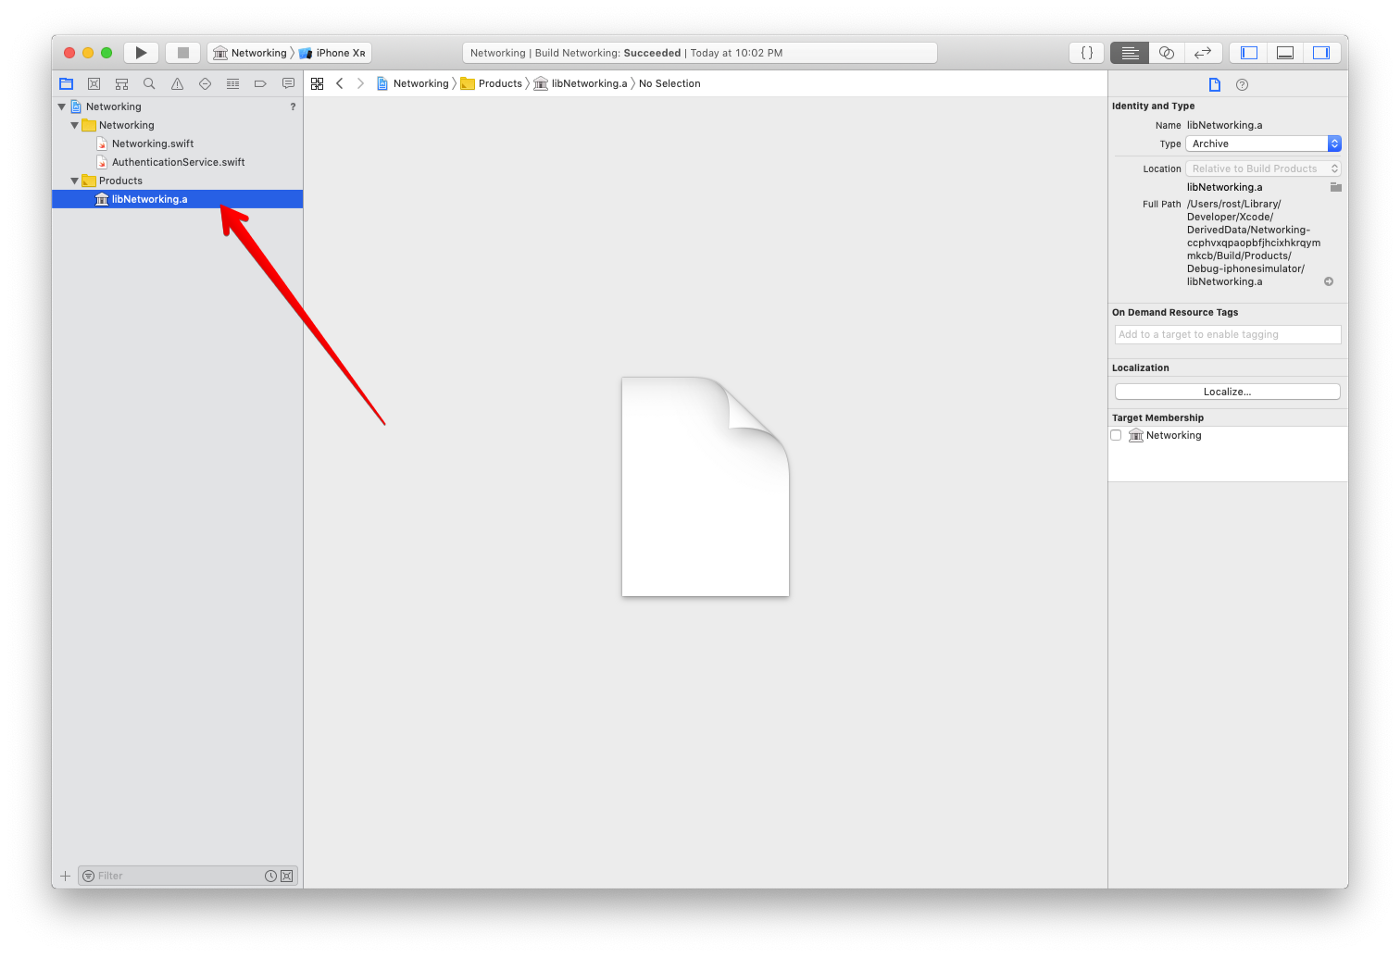 Networking 〉 iPhone XR
Networking | Build Networking: Succeeded | Today at 10:02 PM
{ }
Networking 〉 Products 〉 libNetworking.a 〉 No Selection
Networking ?
Networking
Networking.swift
AuthenticationService.swift
Products
libNetworking.a
Filter
Identity and Type
Name libNetworking.a
Type Archive
Location Relative to Build Products
libNetworking.a
Full Path /Users/rost/Library/
Developer/Xcode/
DerivedData/Networking-
ccphvxqpaopbfjhcixhkrqym
mkcb/Build/Products/
Debug-iphonesimulator/
libNetworking.a
On Demand Resource Tags
Add to a target to enable tagging
Localization
Localize...
Target Membership
Networking